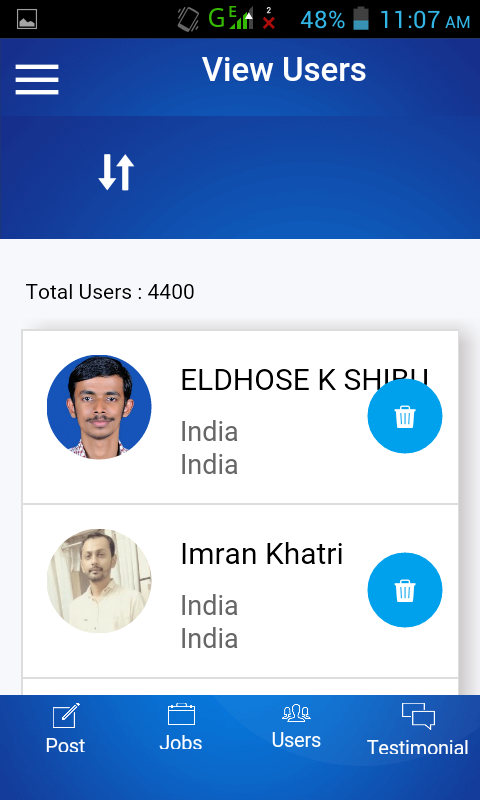 G E 2 48% 11:07 AM
View Users
Total Users : 4400
ELDHOSE K SHIBU
India
India
Imran Khatri
India
India
Post Jobs Users Testimonial